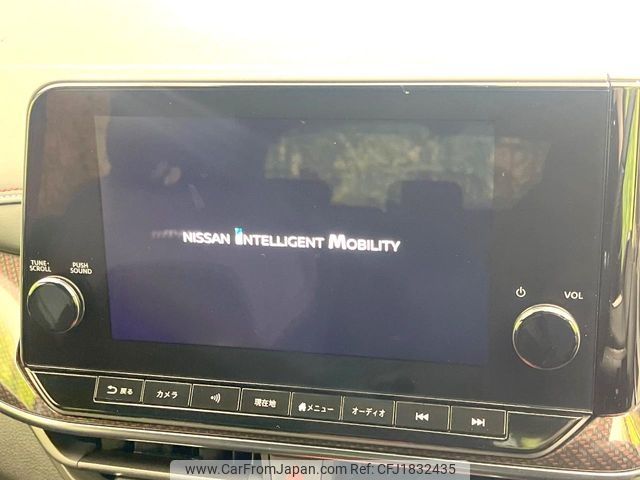 NISSAN INTELLIGENT MOBILITY
TUNE・
SCROLL
PUSH
SOUND
VOL
戻る
カメラ
現在地
メニュー
オーディオ
www.CarFromJapan.com | Ref No. CFJ1832435